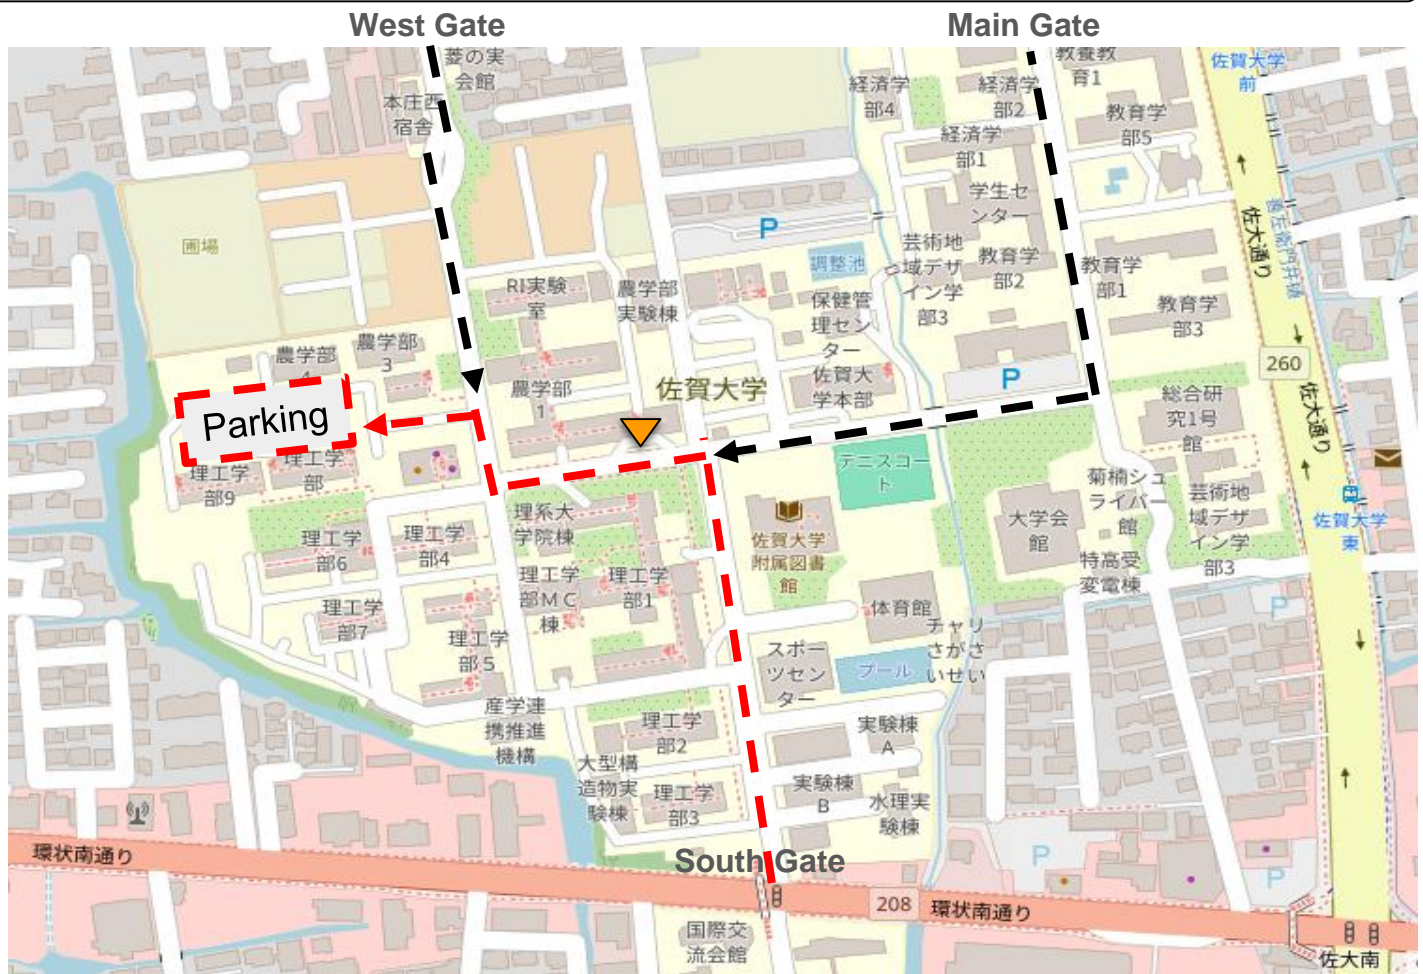 West Gate
Main Gate
菱の実
会館
本庄西
宿舎
経済学
部4
経済学
部2
教養教
育1
教育学
部5
経済学
部1
学生セ
ンター
佐賀大学
前
圃場
RI実験
室
農学部
実験棟
P
調整池
芸術地
域デザ
イン学
部3
教育学
部2
教育学
部1
教育学
部3
佐大通り
保健管
理セン
ター
農学部
農学部
3
農学部
1
佐賀大学
佐賀大
学本部
P
260
佐大通り
総合研
究1号
館
Parking
理工学
部9
理工学
部
理系大
学院棟
テニスコー
ト
菊楠シュ
ライバー
館
芸術地
域デザ
イン学
部3
大学会
館
佐賀大学
東
理工学
部6
理工学
部4
佐賀大学
附属図書
館
特高受
変電棟
理工学
部MC
棟
理工学
部1
理工学
部7
理工学
部5
体育館
チャリ
さがさ
いせい
P
スポー
ツセン
ター
プール
産学連
携推進
機構
理工学
部2
実験棟
A
大型構
造物実
験棟
理工学
部3
実験棟
B
水理実
験棟
環状南通り
South Gate
P
P
208
環状南通り
国際交
流会館
佐大南